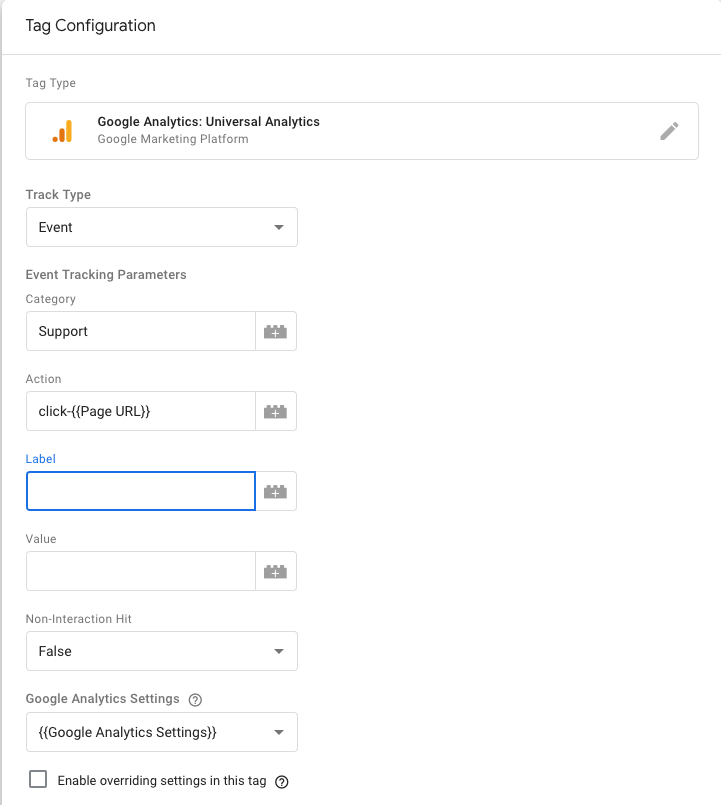 Tag Configuration
Tag Type
Google Analytics: Universal Analytics
Google Marketing Platform
Track Type
Event
Event Tracking Parameters
Category
Support
Action
click-{{Page URL}}
Label
Value
Non-Interaction Hit
False
Google Analytics Settings ?
{{Google Analytics Settings}}
Enable overriding settings in this tag ?